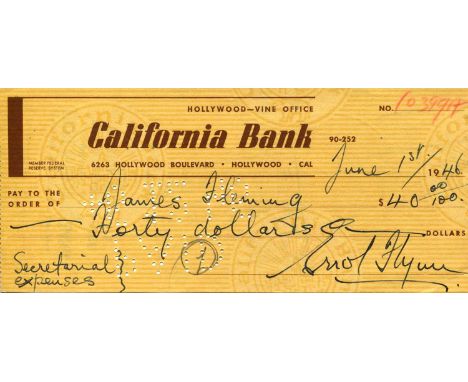 HOLLYWOOD—VINE OFFICE
NO. 103994
California Bank
90-252
MEMBER FEDERAL
RESERVE SYSTEM
6263 HOLLYWOOD BOULEVARD · HOLLYWOOD · CAL
June 1st. 1946
PAY TO THE
ORDER OF
James Fleming
$40 00/100.
Forty dollars
DOLLARS
Secretarial
expenses
Errol Flynn